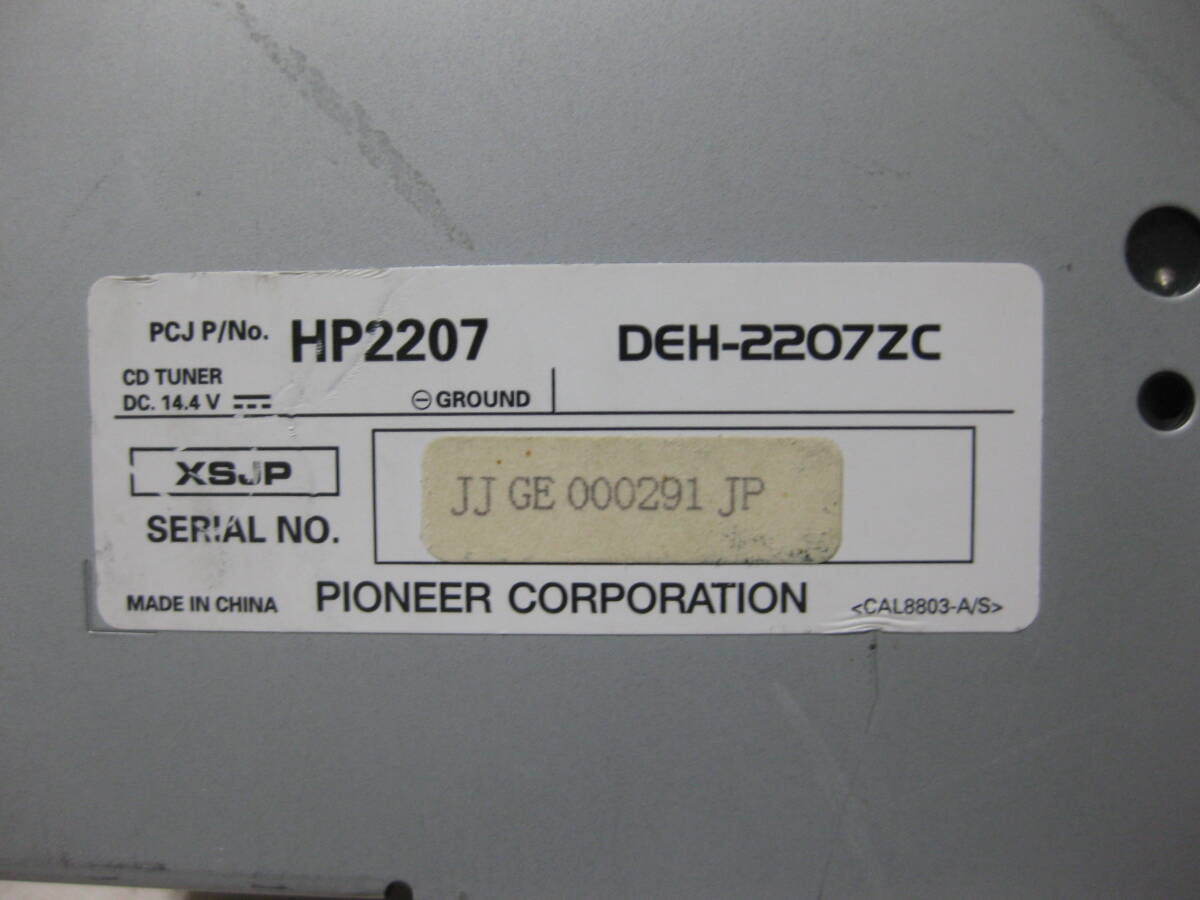 PCJ P/No. HP2207 DEH-2207ZC
CD TUNER
DC. 14.4 V ⎓ ⊖ GROUND
XSJP
JJ GE 000291 JP
SERIAL NO.
MADE IN CHINA PIONEER CORPORATION <CAL8803-A/S>